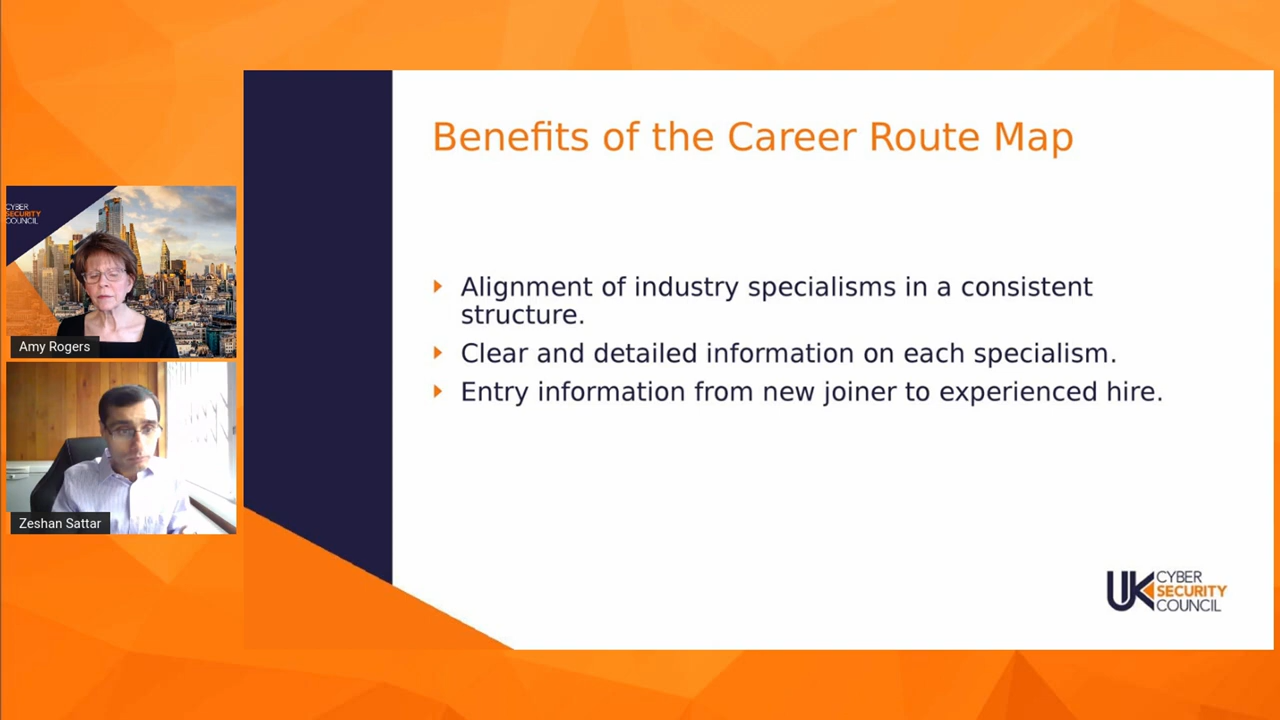 CYBER
SECURITY
COUNCIL
Amy Rogers
Zeshan Sattar
Benefits of the Career Route Map
Alignment of industry specialisms in a consistent
structure.
Clear and detailed information on each specialism.
Entry information from new joiner to experienced hire.
UK CYBER
SECURITY
COUNCIL